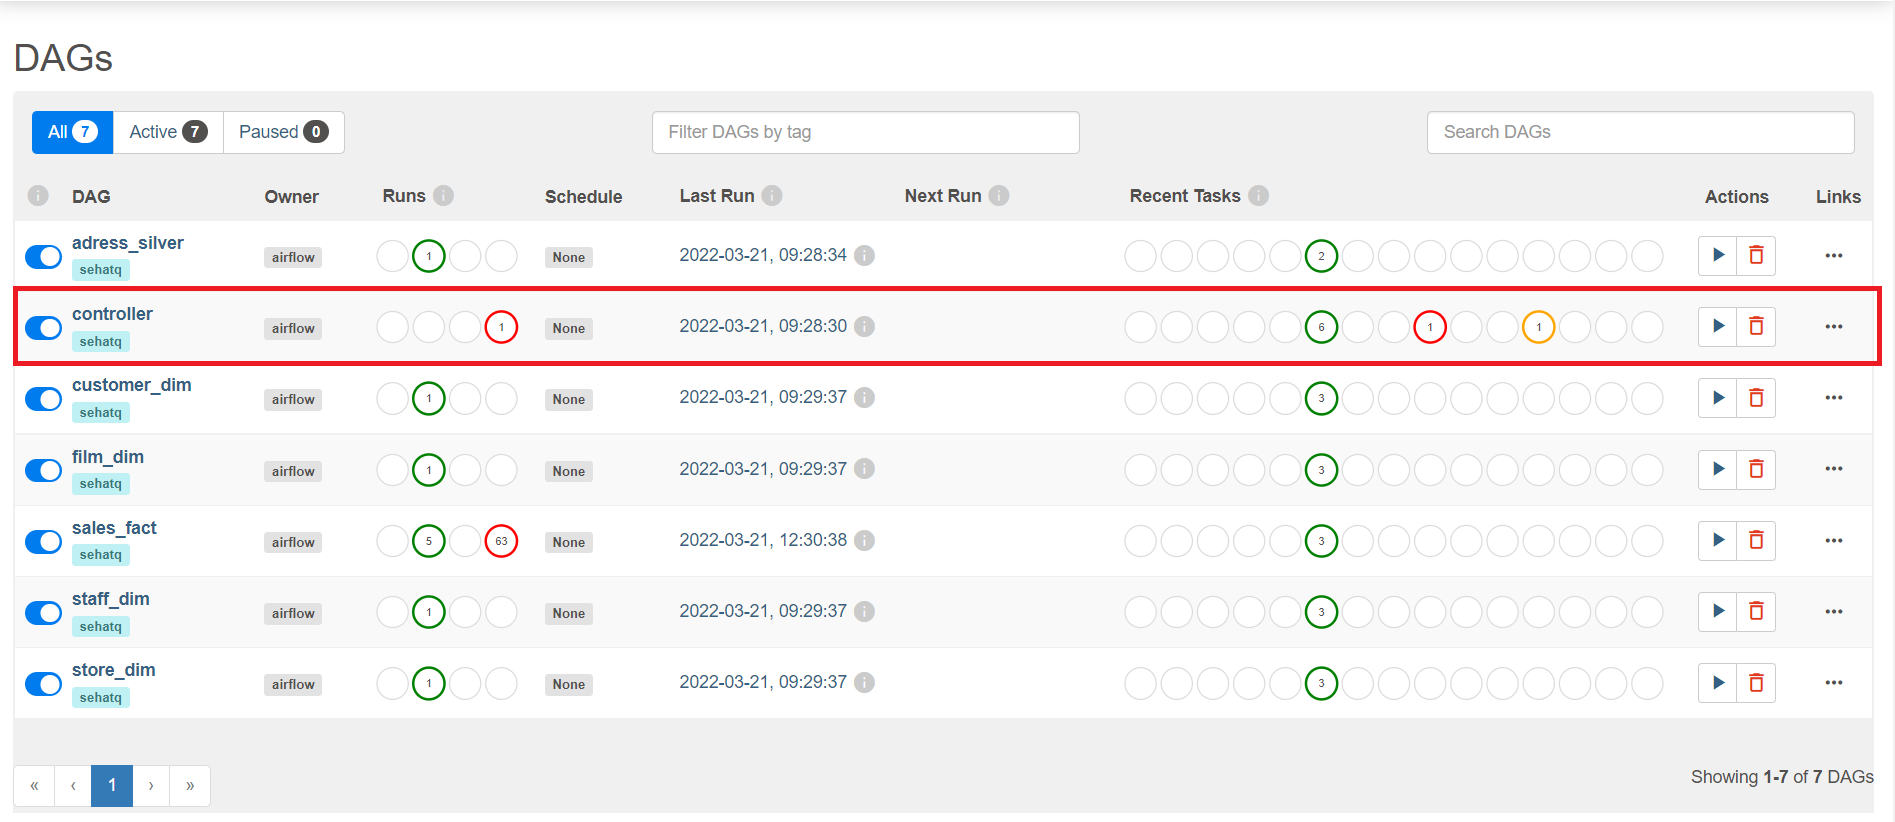 DAGs
All 7 Active 7 Paused 0 Filter DAGs by tag Search DAGs
i DAG Owner Runs i Schedule Last Run i Next Run i Recent Tasks i Actions Links
adress_silver
sehatq airflow 1 None 2022-03-21, 09:28:34 i 2 ...
controller
sehatq airflow 1 None 2022-03-21, 09:28:30 i 6 1 1 ...
customer_dim
sehatq airflow 1 None 2022-03-21, 09:29:37 i 3 ...
film_dim
sehatq airflow 1 None 2022-03-21, 09:29:37 i 3 ...
sales_fact
sehatq airflow 5 63 None 2022-03-21, 12:30:38 i 3 ...
staff_dim
sehatq airflow 1 None 2022-03-21, 09:29:37 i 3 ...
store_dim
sehatq airflow 1 None 2022-03-21, 09:29:37 i 3 ...
« ‹ 1 › » Showing 1-7 of 7 DAGs